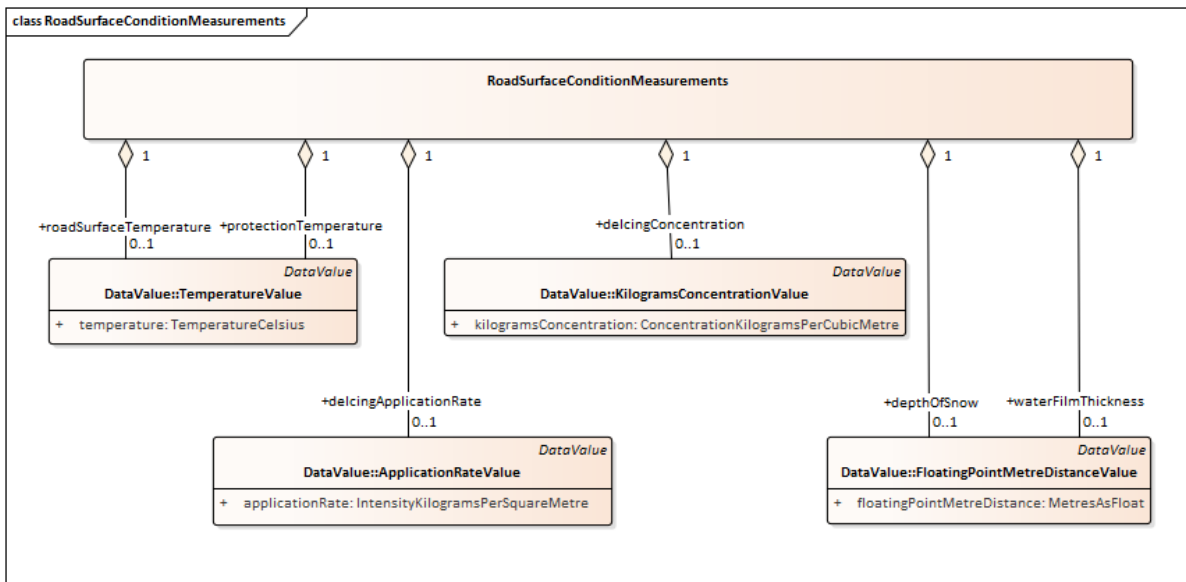 class RoadSurfaceConditionMeasurements
RoadSurfaceConditionMeasurements
1 1 1 1 1 1
+roadSurfaceTemperature +protectionTemperature +deIcingConcentration
0..1 0..1 0..1
DataValue
DataValue::TemperatureValue
+ temperature: TemperatureCelsius
DataValue
DataValue::KilogramsConcentrationValue
+ kilogramsConcentration: ConcentrationKilogramsPerCubicMetre
+deIcingApplicationRate +depthOfSnow +waterFilmThickness
0..1 0..1 0..1
DataValue
DataValue::ApplicationRateValue
+ applicationRate: IntensityKilogramsPerSquareMetre
DataValue
DataValue::FloatingPointMetreDistanceValue
+ floatingPointMetreDistance: MetresAsFloat